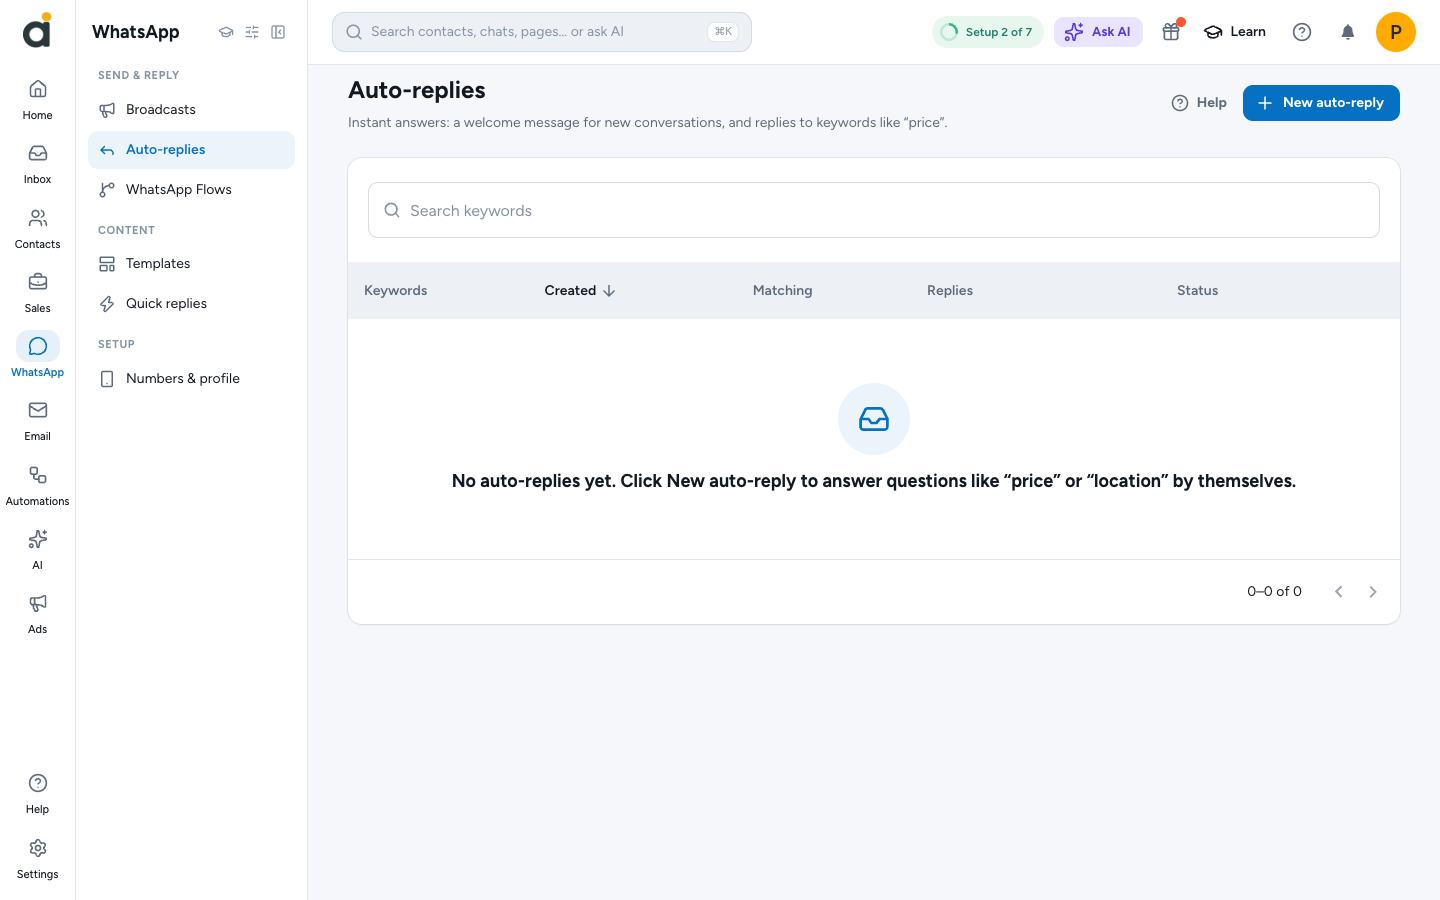 WhatsApp
Search contacts, chats, pages... or ask AI
⌘K
Setup 2 of 7
Ask AI
Learn
P
Home
Inbox
Contacts
Sales
WhatsApp
Email
Automations
AI
Ads
Help
Settings
SEND & REPLY
Broadcasts
Auto-replies
WhatsApp Flows
CONTENT
Templates
Quick replies
SETUP
Numbers & profile
Auto-replies
Instant answers: a welcome message for new conversations, and replies to keywords like “price”.
Help
New auto-reply
Search keywords
Keywords
Created
Matching
Replies
Status
No auto-replies yet. Click New auto-reply to answer questions like “price” or “location” by themselves.
0–0 of 0